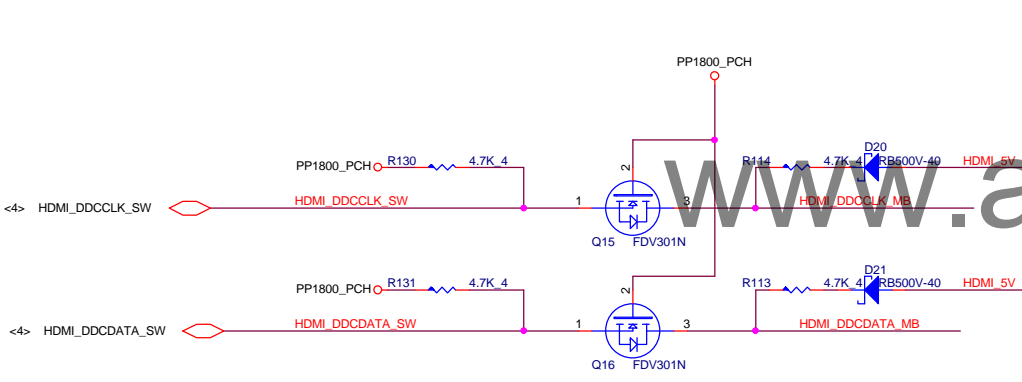 PP1800_PCH
PP1800_PCH R130 4.7K_4 2 R114 4.7K_4 D20 RB500V-40 HDMI_5V
www.a
<4> HDMI_DDCCLK_SW HDMI_DDCCLK_SW 1 3 HDMI_DDCCLK_MB
Q15 FDV301N
PP1800_PCH R131 4.7K_4 2 R113 4.7K_4 D21 RB500V-40 HDMI_5V
<4> HDMI_DDCDATA_SW HDMI_DDCDATA_SW 1 3 HDMI_DDCDATA_MB
Q16 FDV301N